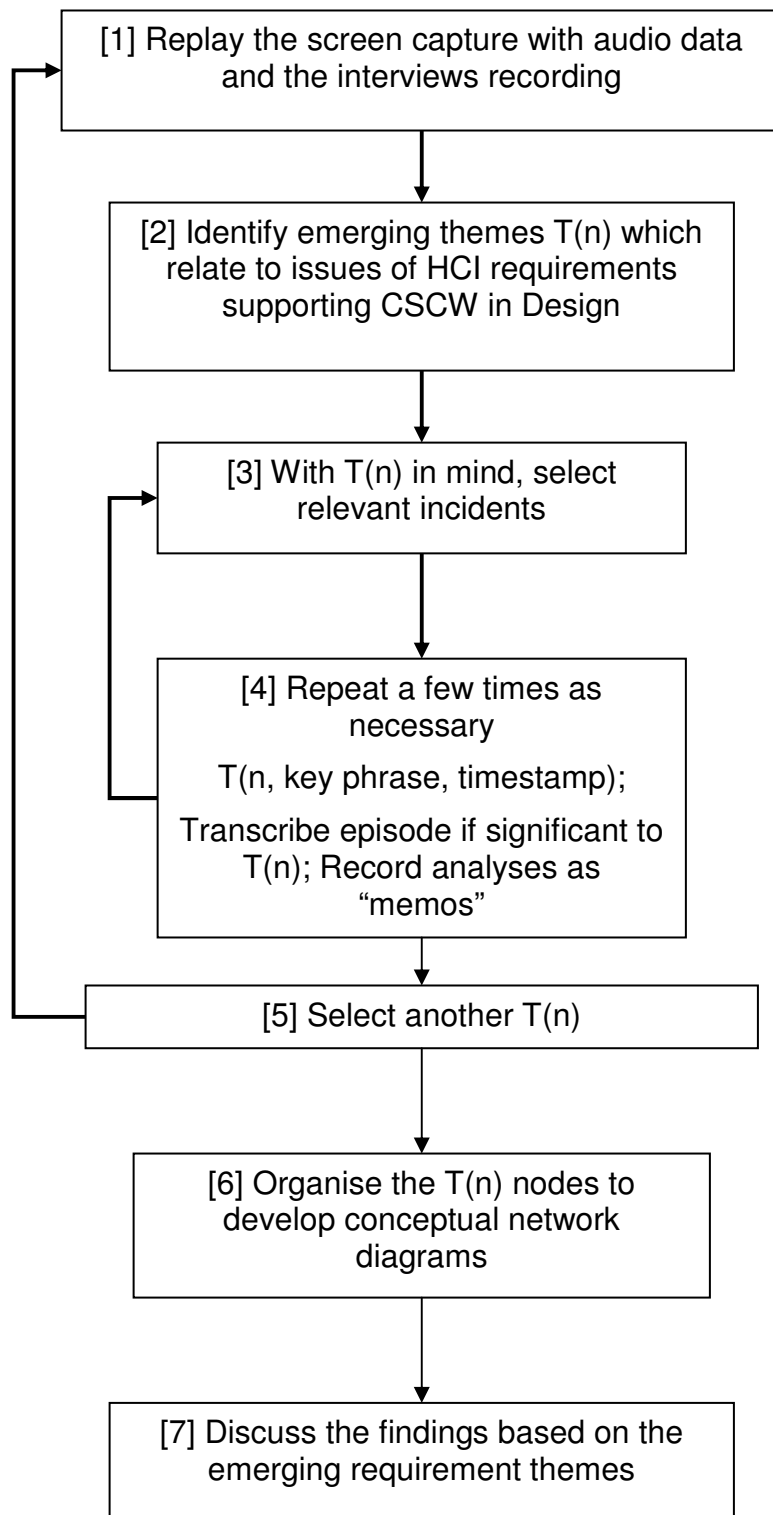 [1] Replay the screen capture with audio data
and the interviews recording
[2] Identify emerging themes T(n) which
relate to issues of HCI requirements
supporting CSCW in Design
[3] With T(n) in mind, select
relevant incidents
[4] Repeat a few times as
necessary
T(n, key phrase, timestamp);
Transcribe episode if significant to
T(n); Record analyses as
“memos”
[5] Select another T(n)
[6] Organise the T(n) nodes to
develop conceptual network
diagrams
[7] Discuss the findings based on the
emerging requirement themes